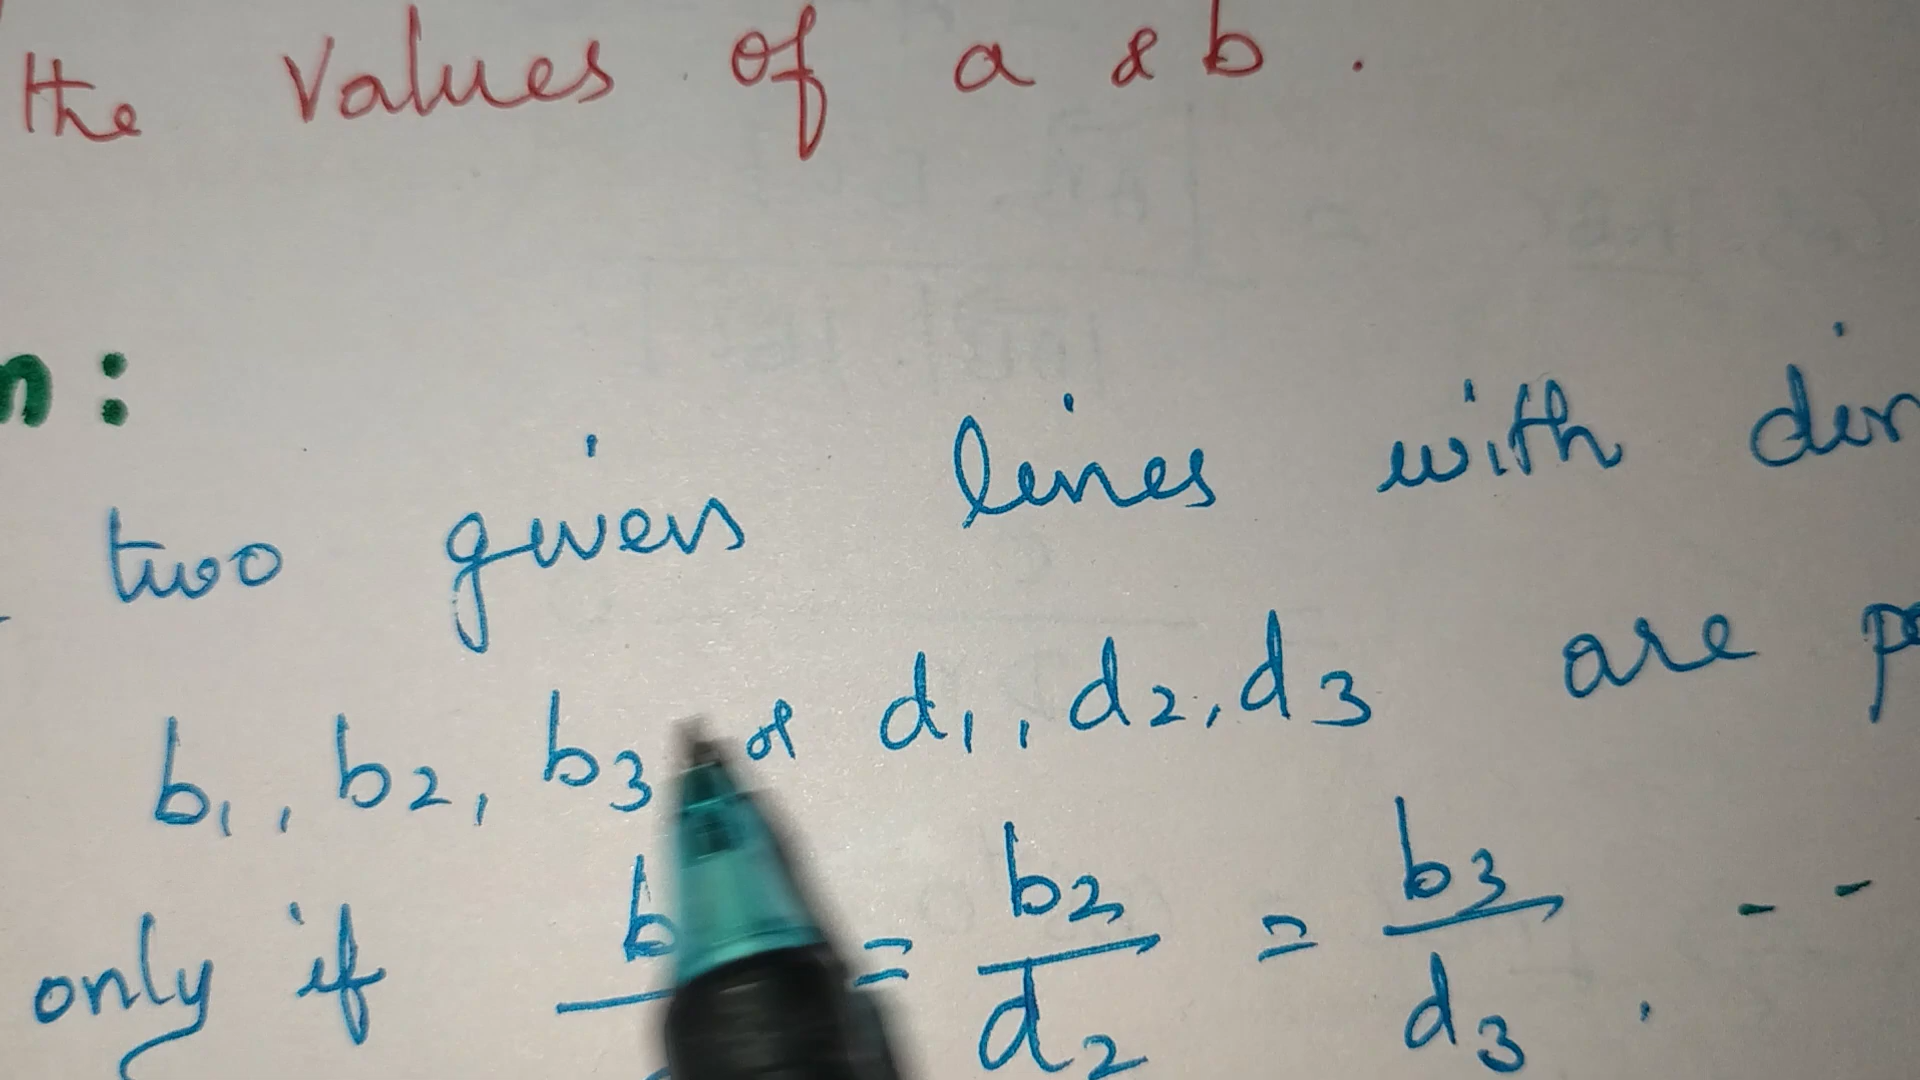 the values of a & b .
n :
two given lines with dir
b₁, b₂, b₃ & d₁, d₂, d₃ are pa
only if b = b₂/d₂ = b₃/d₃ . - -